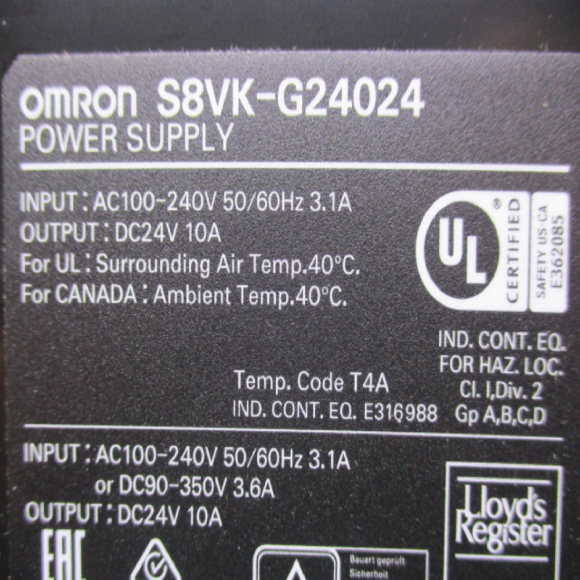 OMRON S8VK-G24024
POWER SUPPLY
INPUT : AC100-240V 50/60Hz 3.1A
OUTPUT : DC24V 10A
For UL : Surrounding Air Temp.40°C.
For CANADA : Ambient Temp.40°C.
UL ®
CERTIFIED
SAFETY US-CA
E362085
IND. CONT. EQ.
FOR HAZ. LOC.
Cl. I,Div. 2
Gp A,B,C,D
Temp. Code T4A
IND. CONT. EQ. E316988
INPUT : AC100-240V 50/60Hz 3.1A
or DC90-350V 3.6A
OUTPUT : DC24V 10A
Lloyd's
Register
EAC
Bauart geprüft
Sicherheit